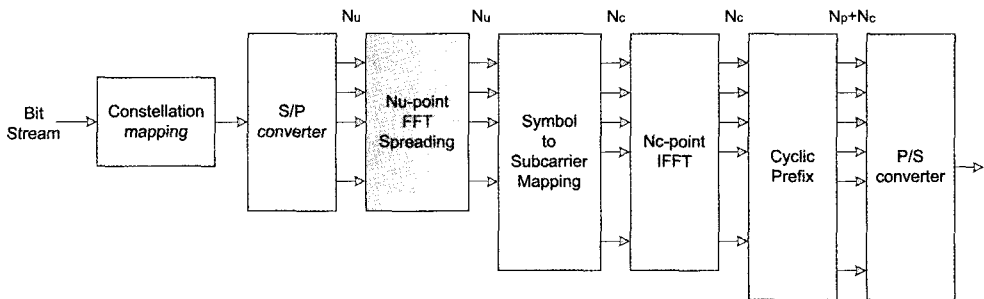 Nu Nu Nc Nc Np+Nc
Bit
Stream
Constellation
mapping
S/P
converter
Nu-point
FFT
Spreading
Symbol
to
Subcarrier
Mapping
Nc-point
IFFT
Cyclic
Prefix
P/S
converter